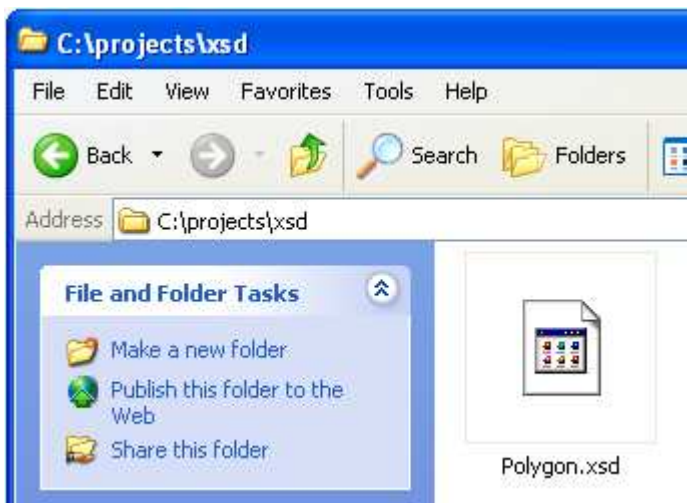 C:\projects\xsd
File Edit View Favorites Tools Help
Back Search Folders
Address C:\projects\xsd
File and Folder Tasks
Make a new folder
Publish this folder to the
Web
Share this folder
Polygon.xsd